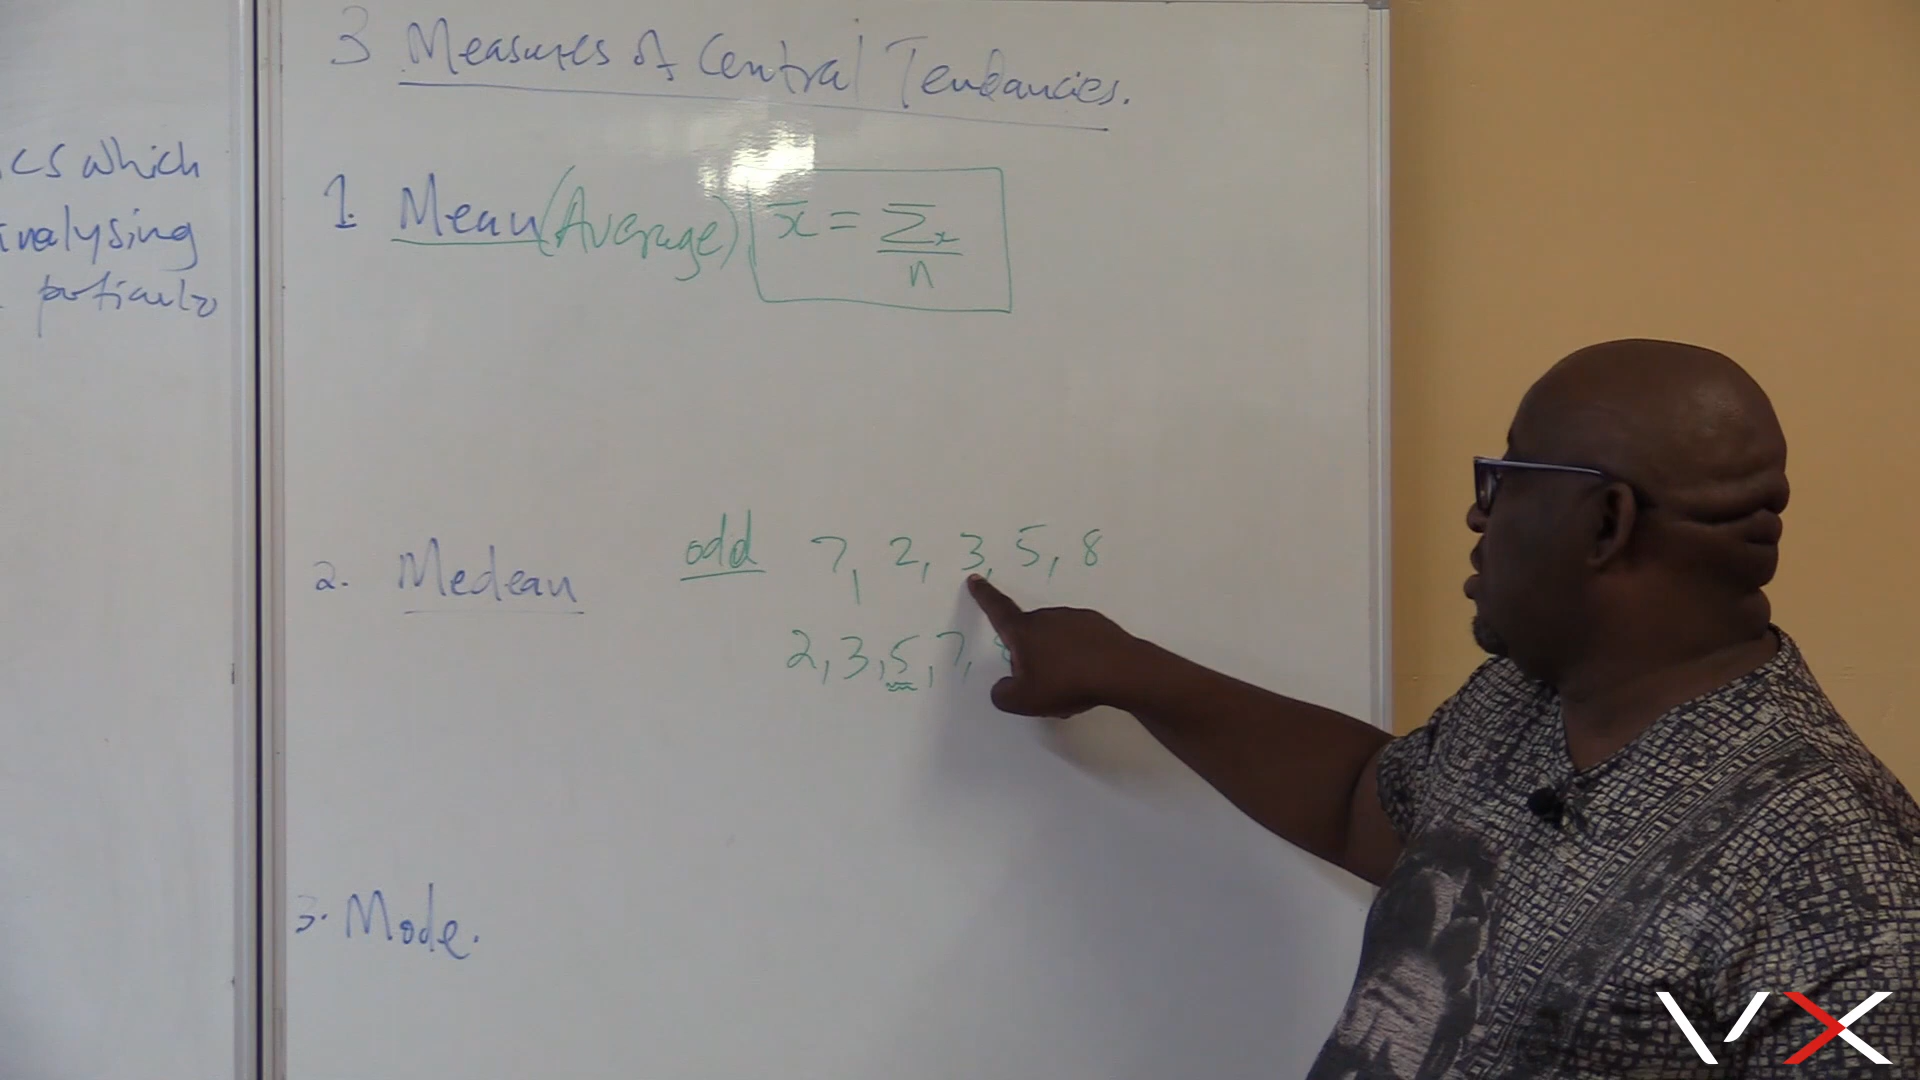 3 Measures of Central Tendancies.
cs which
analysing
particular
1. Mean (Average) x̄ = Σx / n
2. Medean
odd 7, 2, 3, 5, 8
2, 3, 5, 7,
3. Mode.
VX